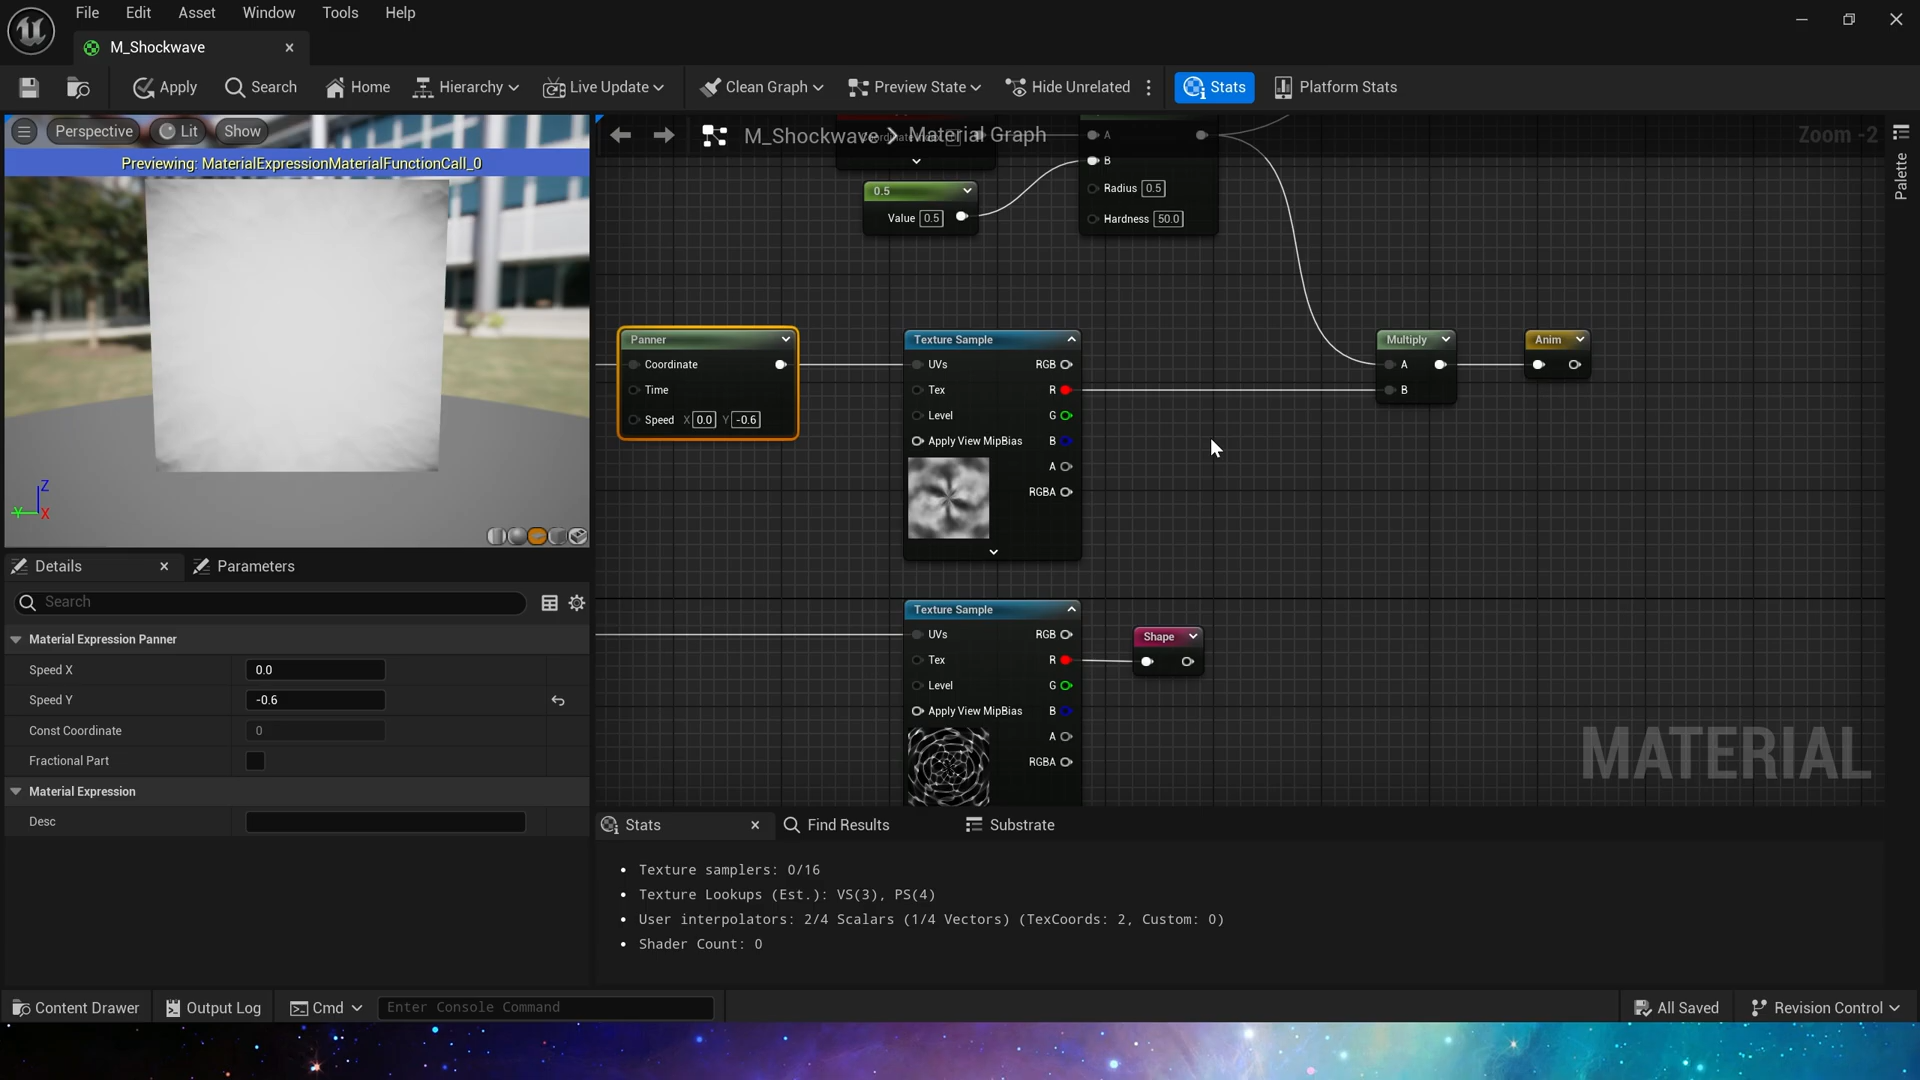 File Edit Asset Window Tools Help
M_Shockwave
Apply Search Home Hierarchy Live Update Clean Graph Preview State Hide Unrelated Stats Platform Stats
Perspective Lit Show
Previewing: MaterialExpressionMaterialFunctionCall_0
Z
Y X
M_Shockwave > Material Graph
Zoom -2
Palette
A
B
Radius 0.5
Hardness 50.0
0.5
Value 0.5
Panner
Coordinate
Time
Speed X 0.0 Y -0.6
Texture Sample
UVs RGB
Tex R
Level G
Apply View MipBias B
A
RGBA
Multiply
A
B
Anim
Texture Sample
UVs RGB
Tex R
Level G
Apply View MipBias B
A
RGBA
Shape
MATERIAL
Details Parameters
Search
Material Expression Panner
Speed X 0.0
Speed Y -0.6
Const Coordinate 0
Fractional Part
Material Expression
Desc
Stats Find Results Substrate
• Texture samplers: 0/16
• Texture Lookups (Est.): VS(3), PS(4)
• User interpolators: 2/4 Scalars (1/4 Vectors) (TexCoords: 2, Custom: 0)
• Shader Count: 0
Content Drawer Output Log Cmd Enter Console Command All Saved Revision Control